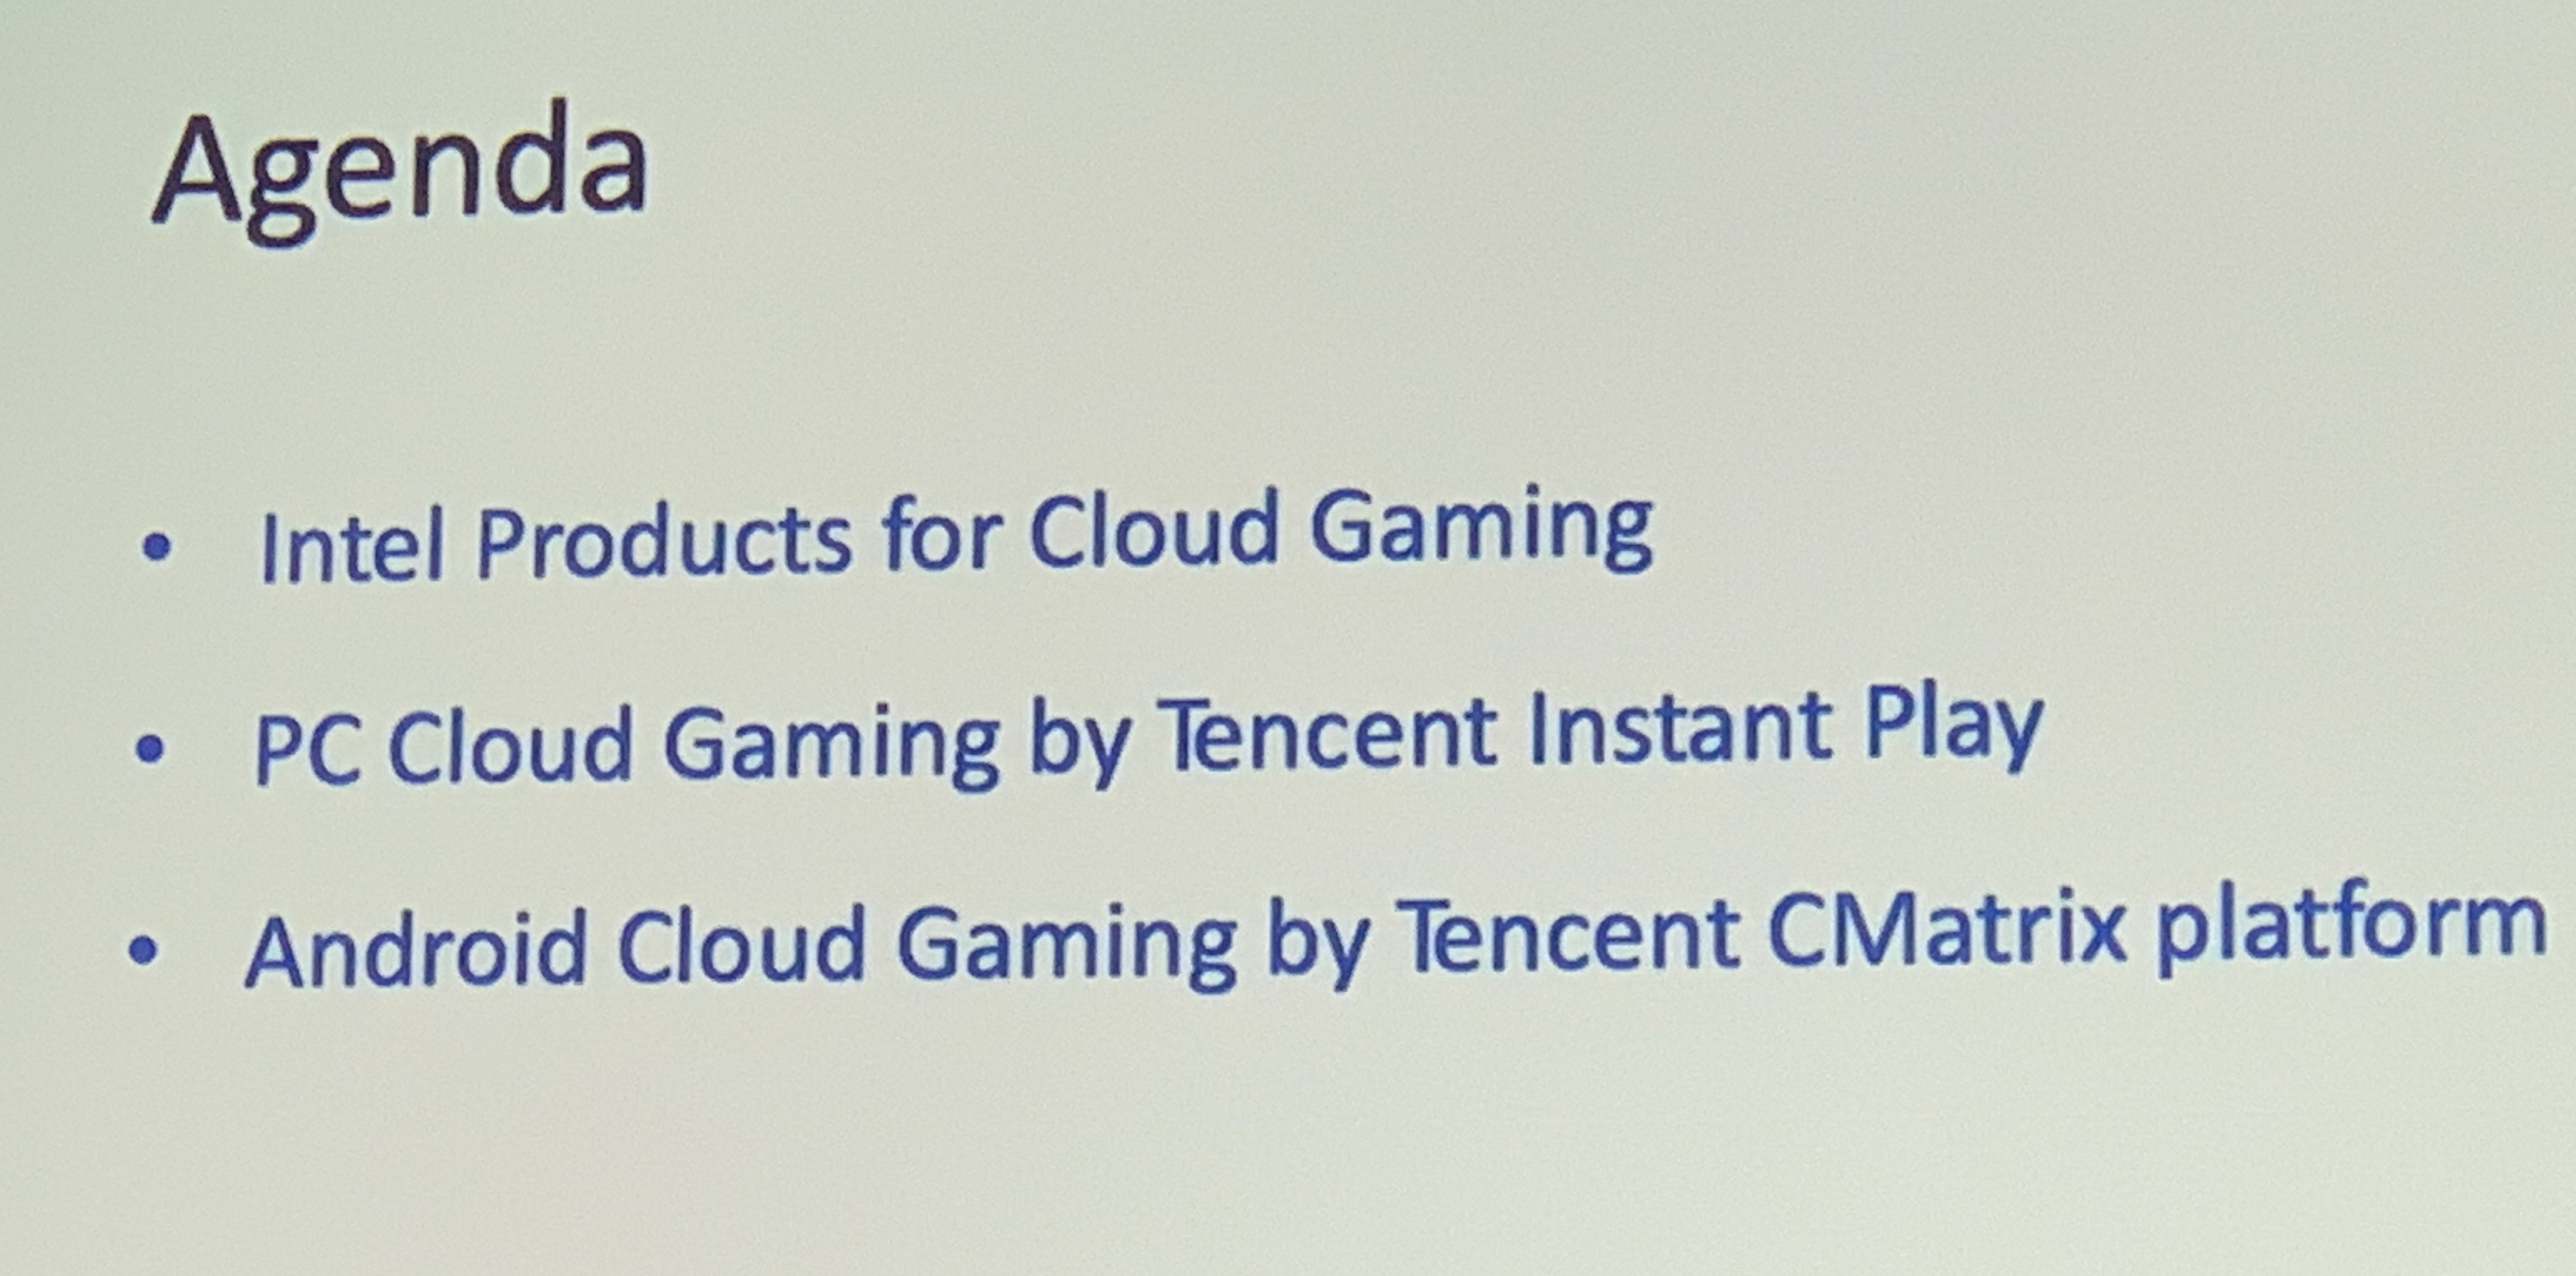 Agenda
• Intel Products for Cloud Gaming
• PC Cloud Gaming by Tencent Instant Play
• Android Cloud Gaming by Tencent CMatrix platform